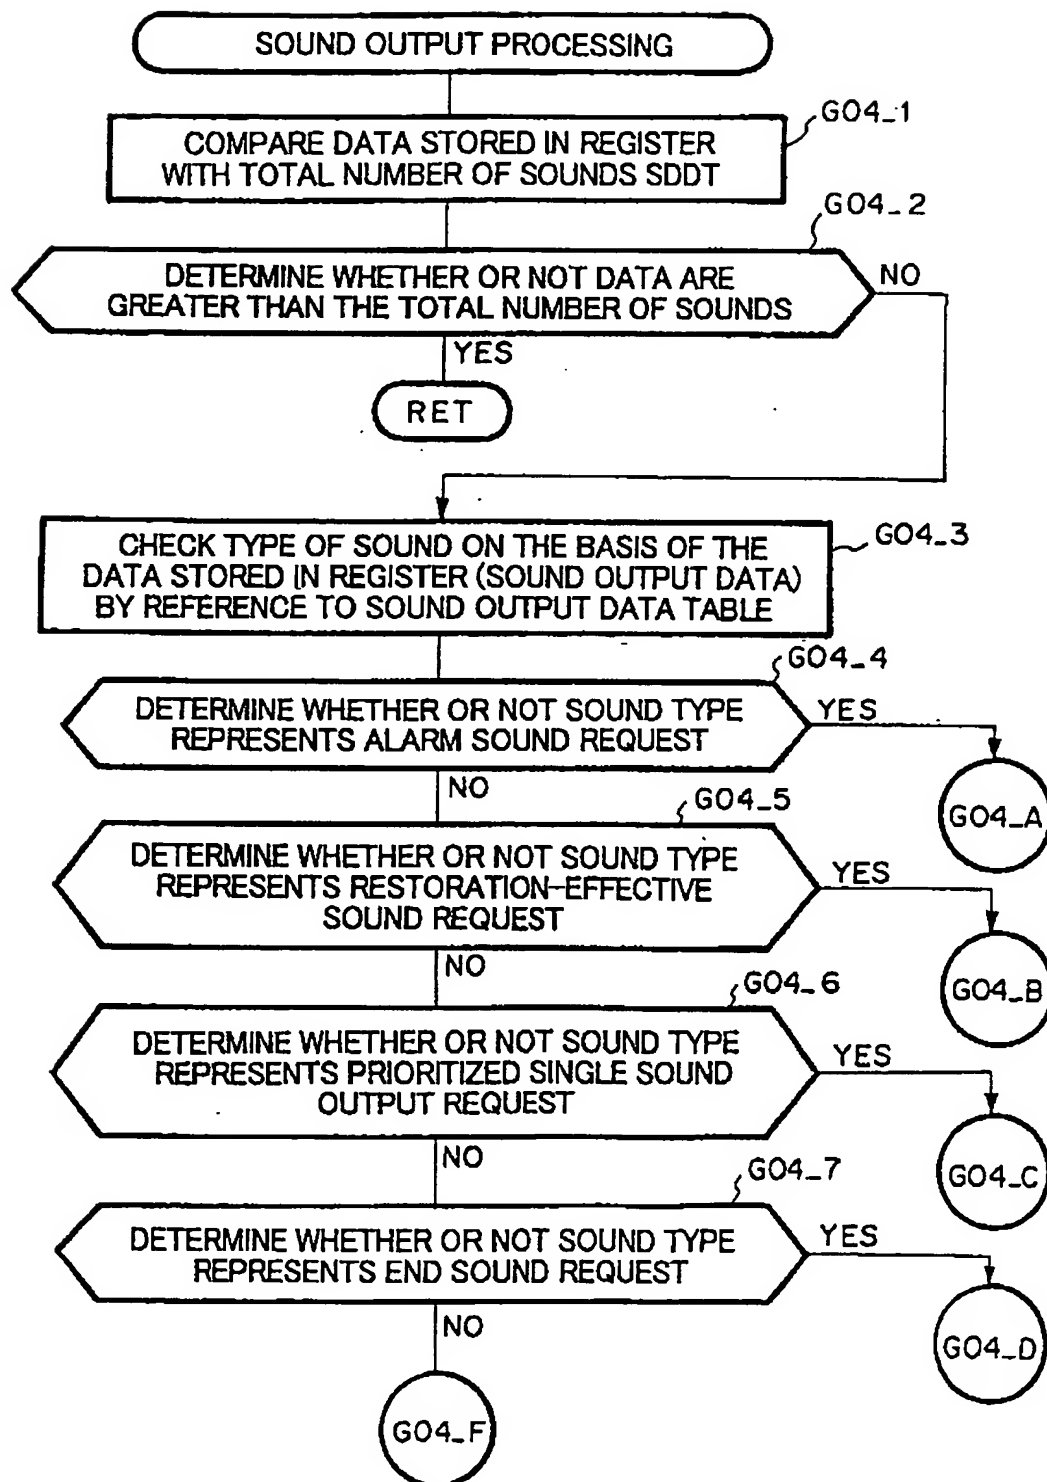 SOUND OUTPUT PROCESSING
G04_1
COMPARE DATA STORED IN REGISTER
WITH TOTAL NUMBER OF SOUNDS SDDT
G04_2
DETERMINE WHETHER OR NOT DATA ARE
GREATER THAN THE TOTAL NUMBER OF SOUNDS
NO
YES
RET
G04_3
CHECK TYPE OF SOUND ON THE BASIS OF THE
DATA STORED IN REGISTER (SOUND OUTPUT DATA)
BY REFERENCE TO SOUND OUTPUT DATA TABLE
G04_4
DETERMINE WHETHER OR NOT SOUND TYPE
REPRESENTS ALARM SOUND REQUEST
YES
G04_A
NO
G04_5
DETERMINE WHETHER OR NOT SOUND TYPE
REPRESENTS RESTORATION-EFFECTIVE
SOUND REQUEST
YES
G04_B
NO
G04_6
DETERMINE WHETHER OR NOT SOUND TYPE
REPRESENTS PRIORITIZED SINGLE SOUND
OUTPUT REQUEST
YES
G04_C
NO
G04_7
DETERMINE WHETHER OR NOT SOUND TYPE
REPRESENTS END SOUND REQUEST
YES
G04_D
NO
G04_F